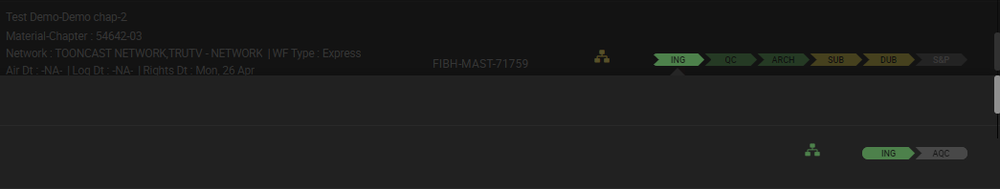 Test Demo-Demo chap-2
Material-Chapter : 54642-03
Network : TOONCAST NETWORK,TRUTV - NETWORK | WF Type : Express
Air Dt : -NA- | Log Dt : -NA- | Rights Dt : Mon, 26 Apr
FIBH-MAST-71759
ING QC ARCH SUB DUB S&P
ING AQC